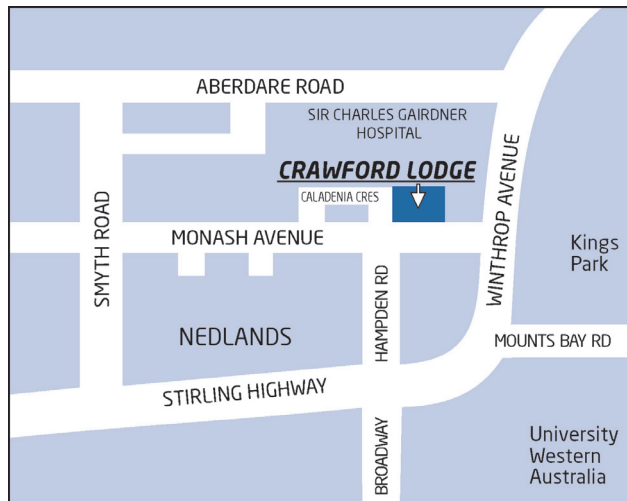 ABERDARE ROAD
SIR CHARLES GAIRDNER
HOSPITAL
CRAWFORD LODGE
CALADENIA CRES
SMYTH ROAD
MONASH AVENUE
WINTHROP AVENUE
Kings
Park
HAMPDEN RD
NEDLANDS
MOUNTS BAY RD
STIRLING HIGHWAY
BROADWAY
University
Western
Australia